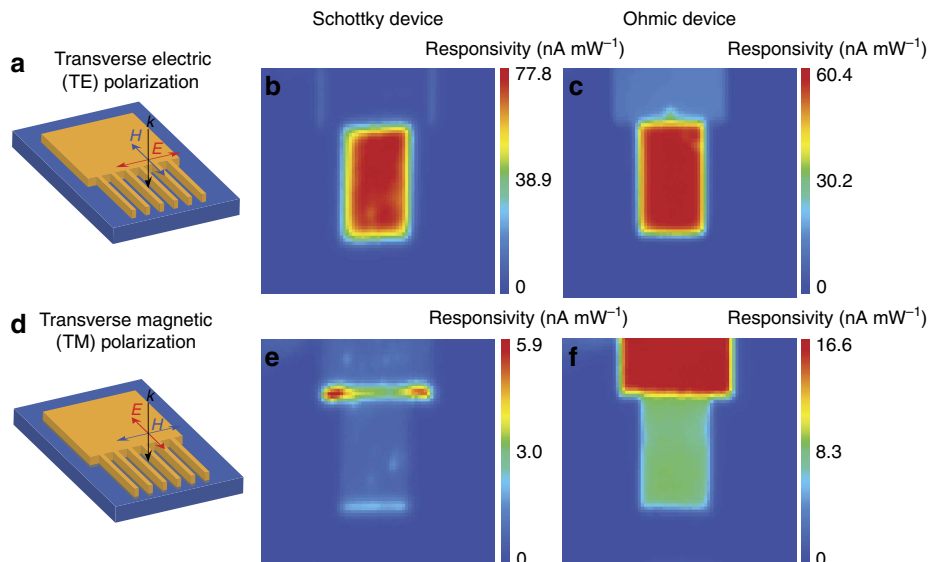 Schottky device
Ohmic device
a
Transverse electric
(TE) polarization
k
H
E
Responsivity (nA mW⁻¹)
b
77.8
38.9
0
Responsivity (nA mW⁻¹)
c
60.4
30.2
0
d
Transverse magnetic
(TM) polarization
k
E
H
Responsivity (nA mW⁻¹)
e
5.9
3.0
0
Responsivity (nA mW⁻¹)
f
16.6
8.3
0